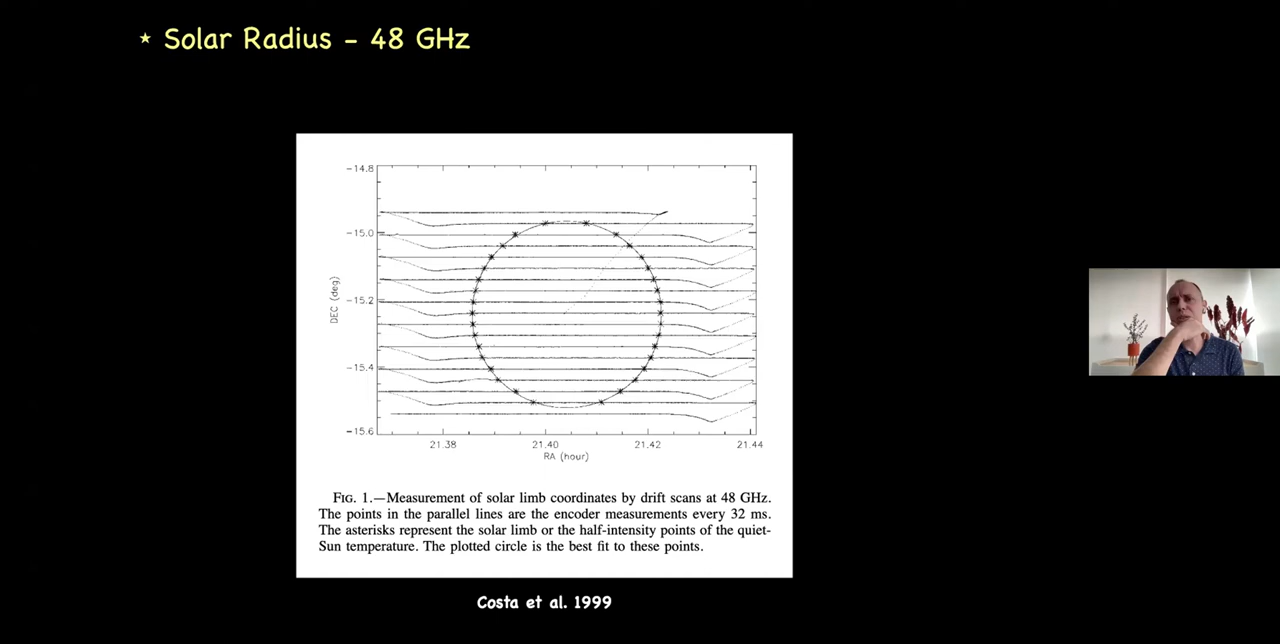 ★ Solar Radius - 48 GHz
-14.8
-15.0
-15.2
-15.4
-15.6
DEC (deg)
21.38 21.40 21.42 21.44
RA (hour)
FIG. 1.—Measurement of solar limb coordinates by drift scans at 48 GHz.
The points in the parallel lines are the encoder measurements every 32 ms.
The asterisks represent the solar limb or the half-intensity points of the quiet-
Sun temperature. The plotted circle is the best fit to these points.
Costa et al. 1999